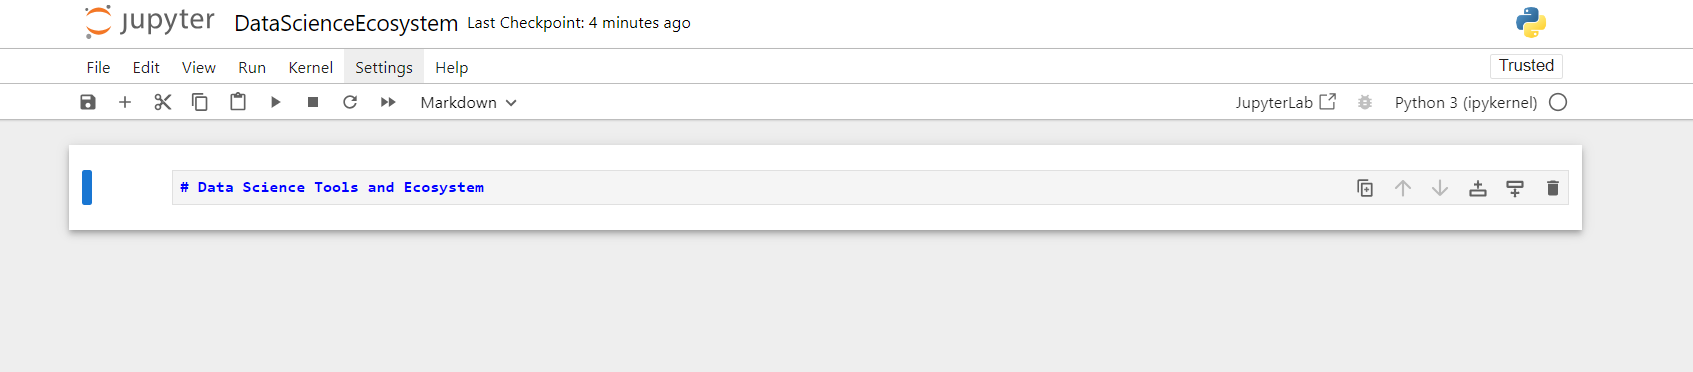 jupyter DataScienceEcosystem Last Checkpoint: 4 minutes ago
File Edit View Run Kernel Settings Help Trusted
Markdown JupyterLab Python 3 (ipykernel)
# Data Science Tools and Ecosystem